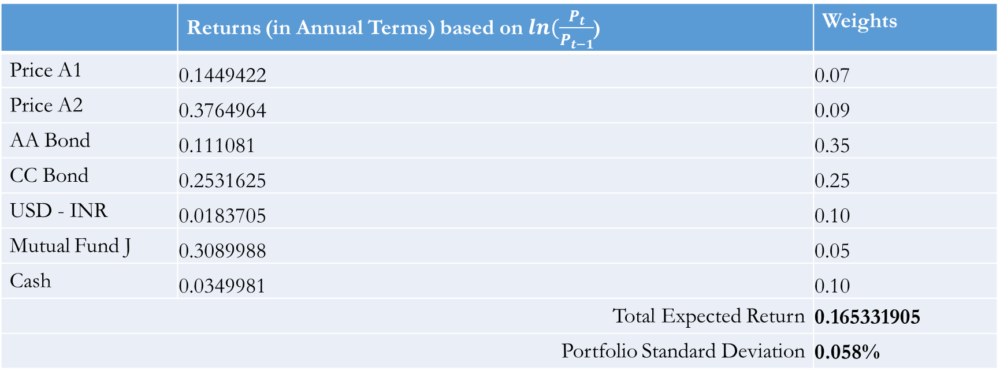 Returns (in Annual Terms) based on ln(P_t/P_{t−1}) Weights
Price A1 0.1449422 0.07
Price A2 0.3764964 0.09
AA Bond 0.111081 0.35
CC Bond 0.2531625 0.25
USD - INR 0.0183705 0.10
Mutual Fund J 0.3089988 0.05
Cash 0.0349981 0.10
Total Expected Return 0.165331905
Portfolio Standard Deviation 0.058%